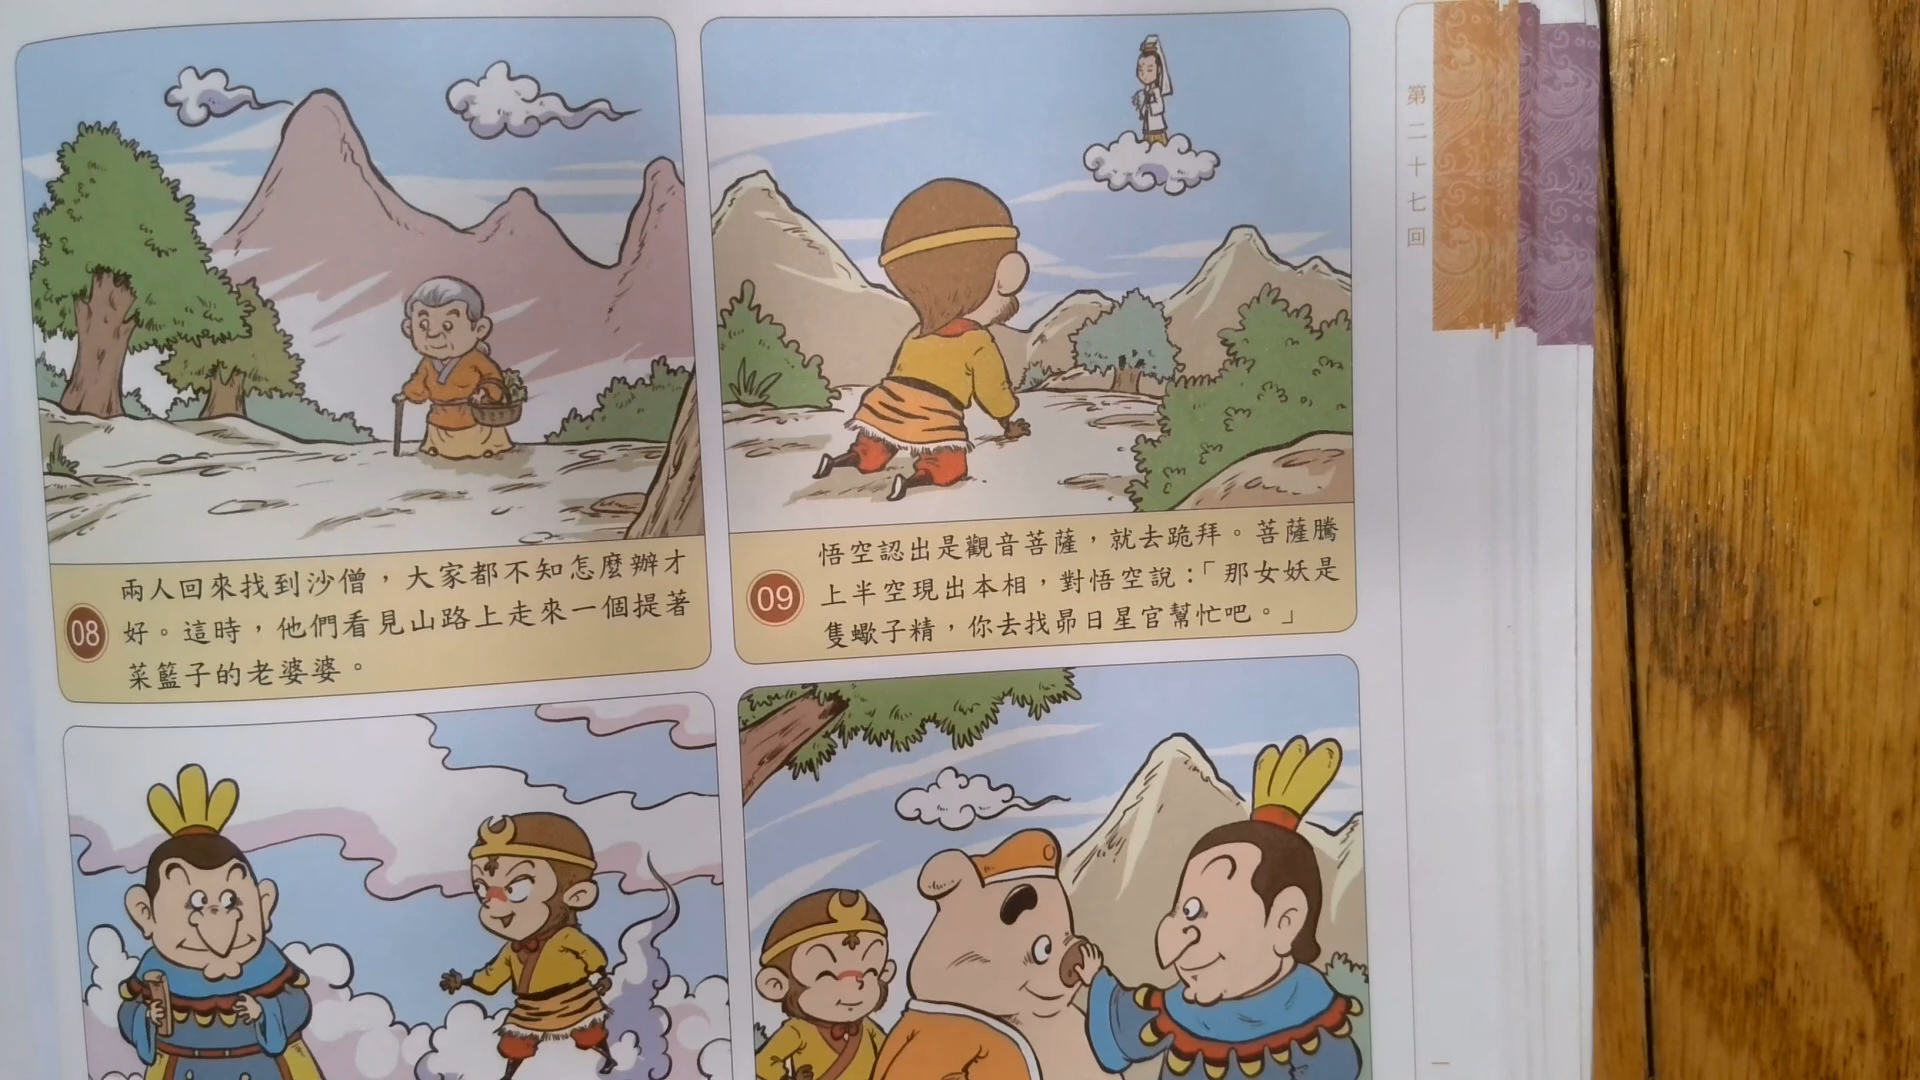 兩人回來找到沙僧，大家都不知怎麼辦才
好。這時，他們看見山路上走來一個提著
菜籃子的老婆婆。
08
悟空認出是觀音菩薩，就去跪拜。菩薩騰
上半空現出本相，對悟空說：「那女妖是
隻蠍子精，你去找昴日星官幫忙吧。」
09
第二十七回